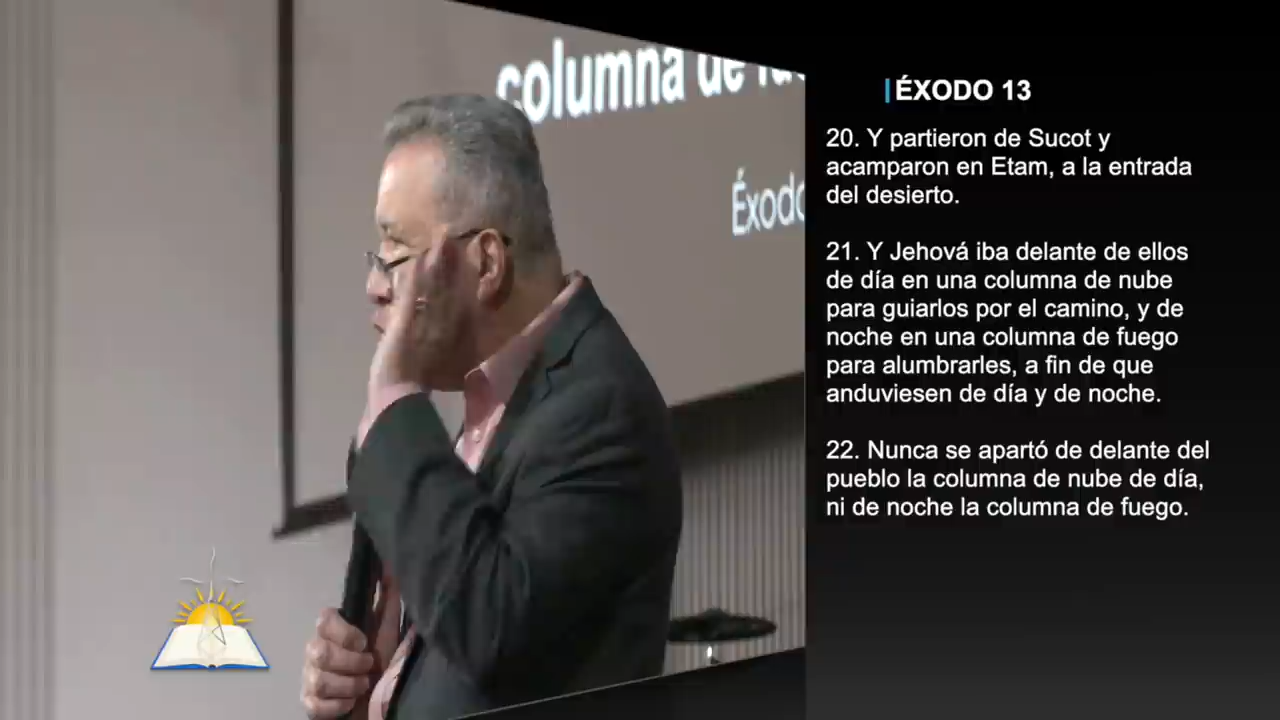 columna de
Éxodo
ÉXODO 13
20. Y partieron de Sucot y
acamparon en Etam, a la entrada
del desierto.
21. Y Jehová iba delante de ellos
de día en una columna de nube
para guiarlos por el camino, y de
noche en una columna de fuego
para alumbrarles, a fin de que
anduviesen de día y de noche.
22. Nunca se apartó de delante del
pueblo la columna de nube de día,
ni de noche la columna de fuego.